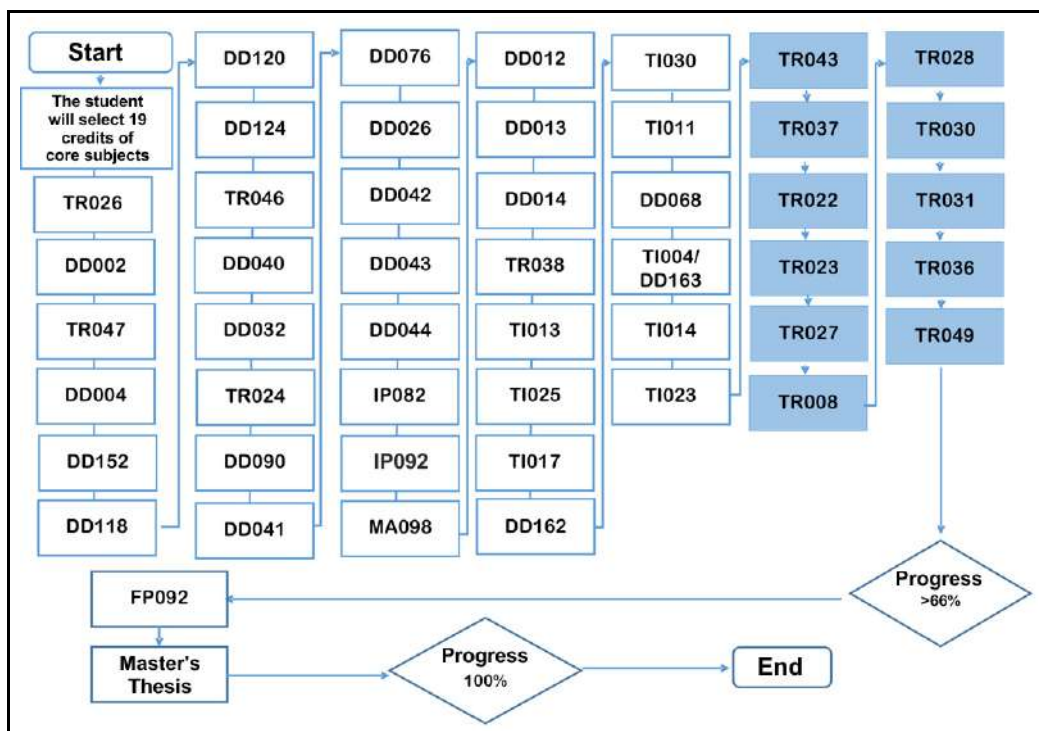 Start
The student
will select 19
credits of
core subjects
TR026
DD002
TR047
DD004
DD152
DD118
DD120
DD124
TR046
DD040
DD032
TR024
DD090
DD041
DD076
DD026
DD042
DD043
DD044
IP082
IP092
MA098
DD012
DD013
DD014
TR038
TI013
TI025
TI017
DD162
TI030
TI011
DD068
TI004/
DD163
TI014
TI023
TR043
TR037
TR022
TR023
TR027
TR008
TR028
TR030
TR031
TR036
TR049
Progress
>66%
FP092
Master's
Thesis
Progress
100%
End